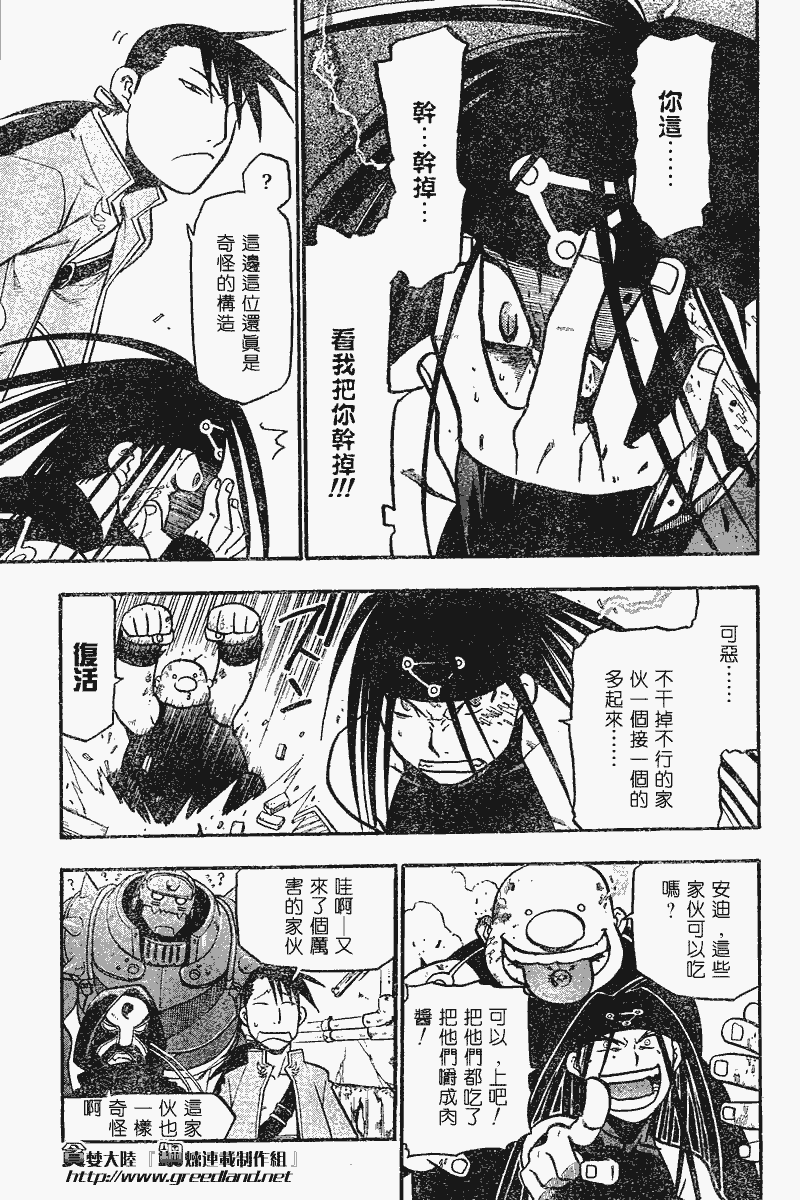 你這……
幹…幹掉…
看我把你幹掉!!!
?
這邊這位還真是
奇怪的構造
可惡……
不干掉不行的家
伙一個接一個的
多起來……
復活
安迪，這些
家伙可以吃
嗎？
可以，上吧！
把他們都吃了
把他們嚼成肉
醬！
哇啊—又
來了個厲
害的家伙
這家
伙也
一樣
奇怪
啊
貪婪大陸『鋼煉連載制作組』
http://www.greedland.net